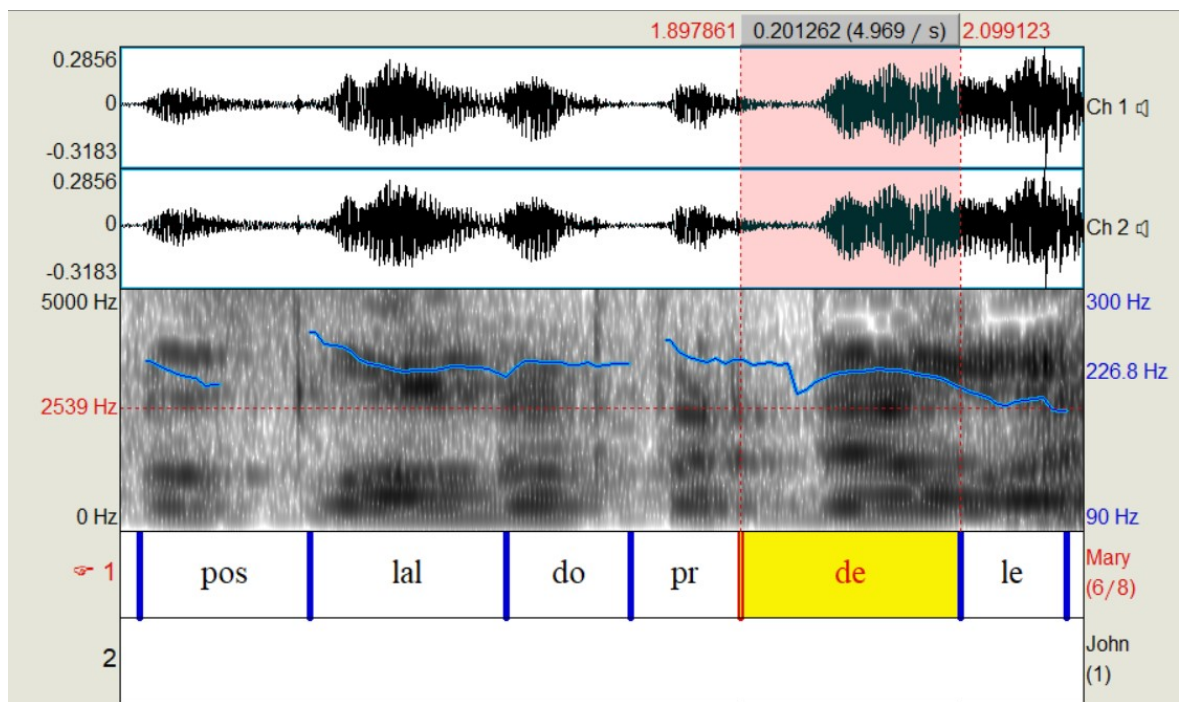 1.897861 0.201262 (4.969 / s) 2.099123
0.2856
0
-0.3183
Ch 1
0.2856
0
-0.3183
Ch 2
5000 Hz 300 Hz
226.8 Hz
2539 Hz
0 Hz 90 Hz
1 pos lal do pr de le Mary
(6/8)
2 John
(1)